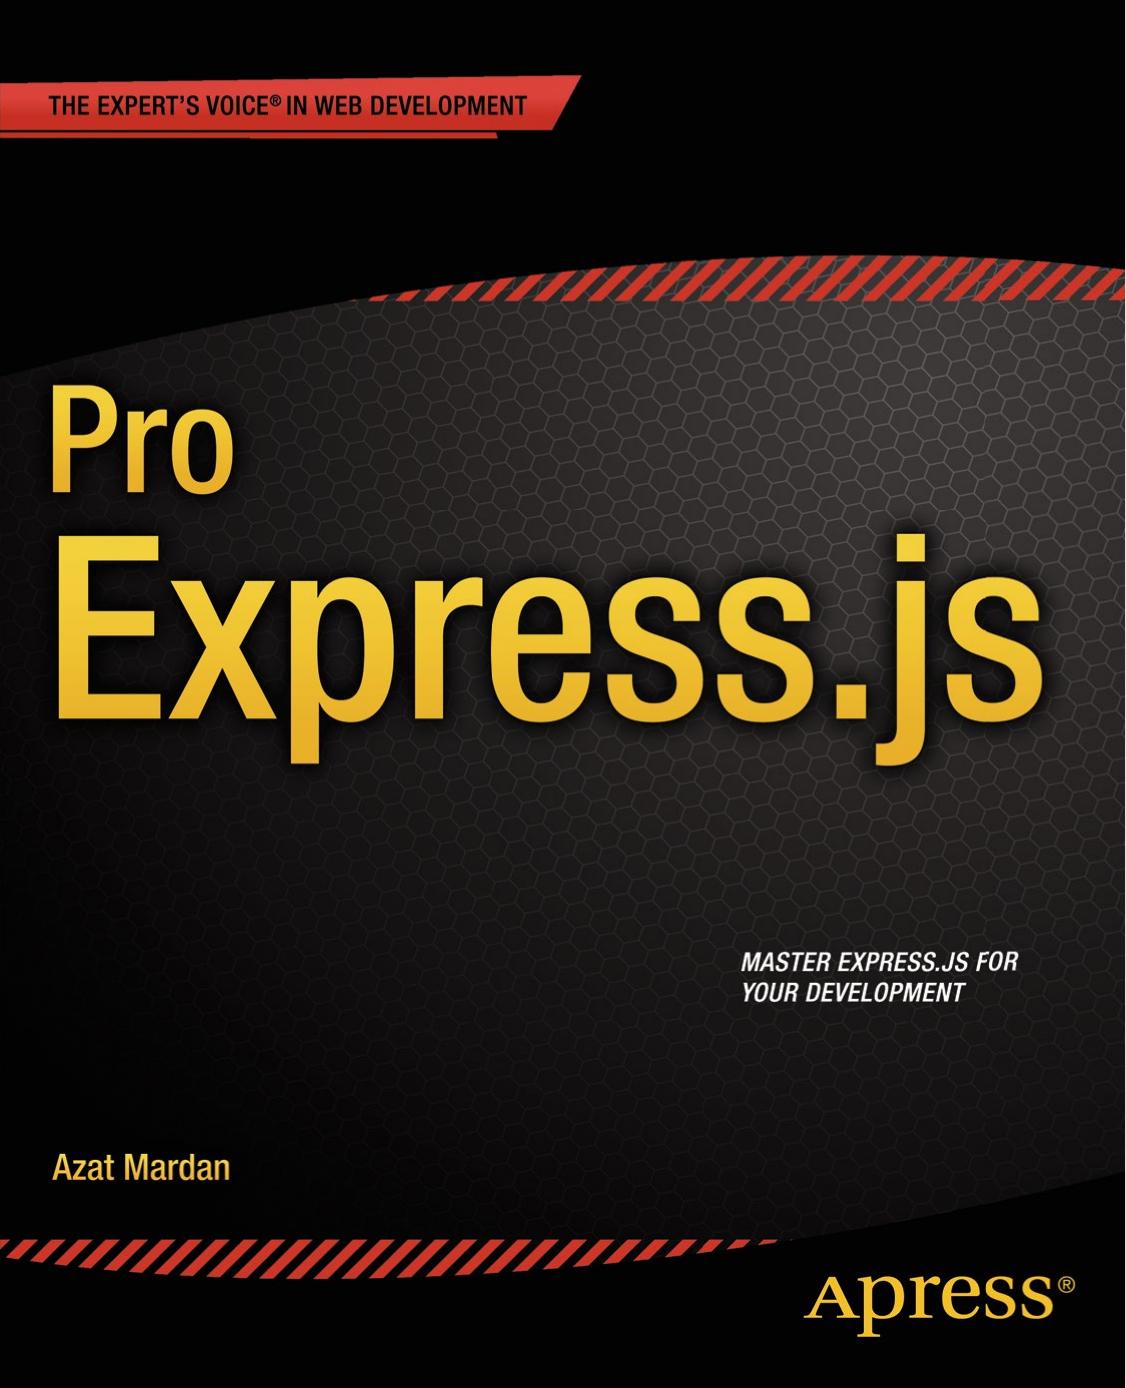 THE EXPERT'S VOICE® IN WEB DEVELOPMENT
Pro
Express.js
MASTER EXPRESS.JS FOR
YOUR DEVELOPMENT
Azat Mardan
Apress®